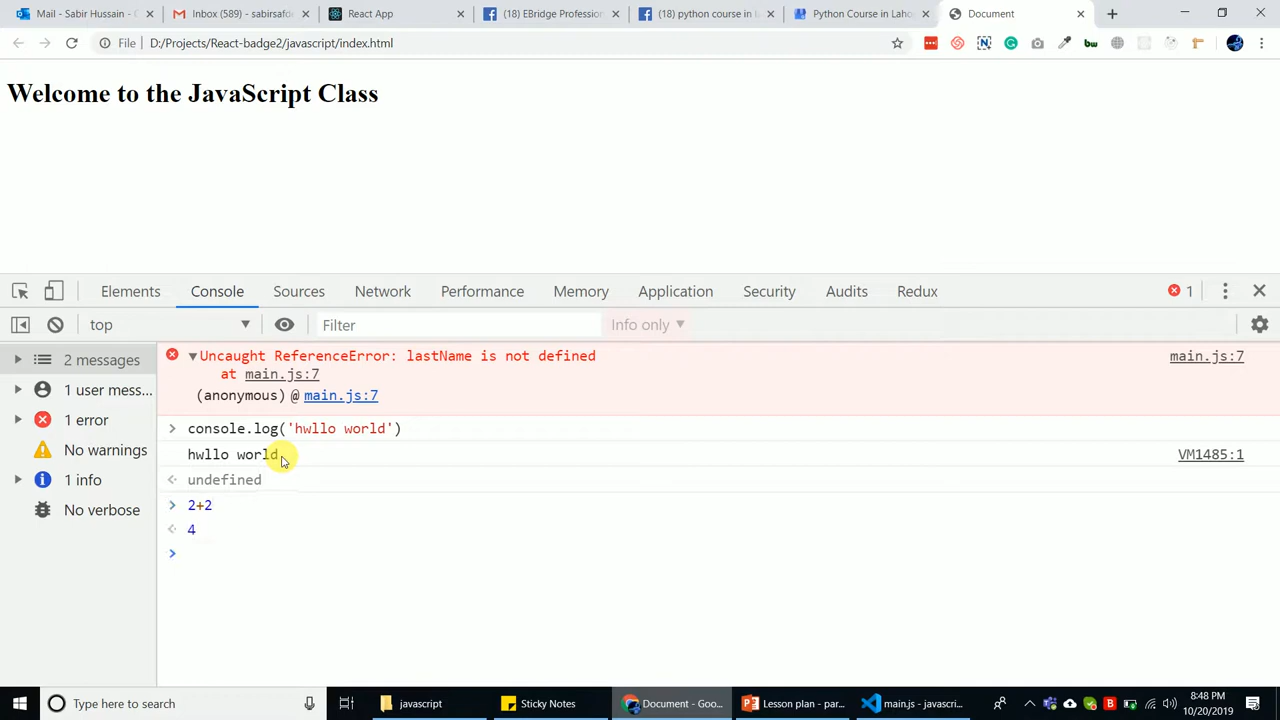 Mail - Sabir Hussain - 
Inbox (589) - sabirsafd
React App
(18) EBridge Profession
(18) python course in l
Python Course in Laho
Document
File
D:/Projects/React-badge2/javascript/index.html
Welcome to the JavaScript Class
Elements
Console
Sources
Network
Performance
Memory
Application
Security
Audits
Redux
1
top
Filter
Info only
2 messages
1 user mess...
1 error
No warnings
1 info
No verbose
Uncaught ReferenceError: lastName is not defined
main.js:7
at main.js:7
(anonymous) @ main.js:7
console.log('hwllo world')
hwllo world
VM1485:1
undefined
2+2
4
Type here to search
javascript
Sticky Notes
Document - Goo...
Lesson plan - par...
main.js - javascri...
8:48 PM
10/20/2019